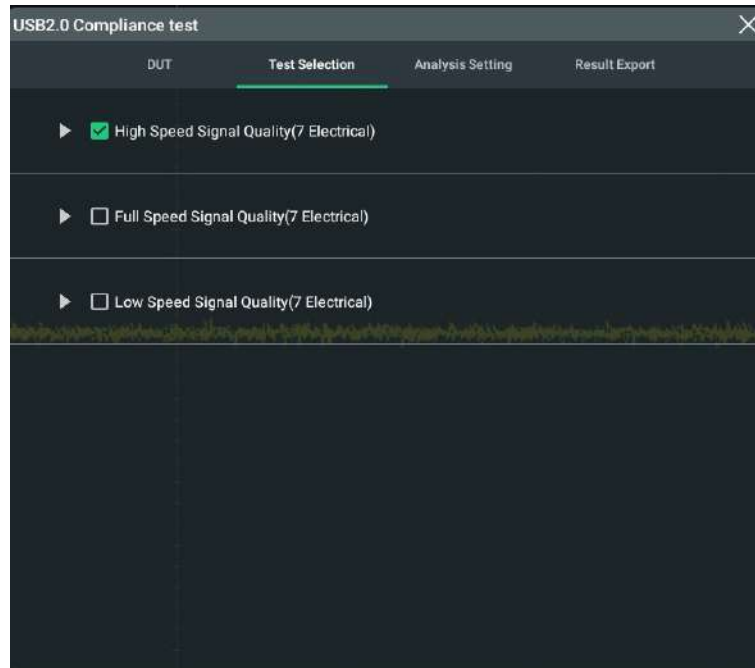 USB2.0 Compliance test
DUT Test Selection Analysis Setting Result Export
High Speed Signal Quality(7 Electrical)
Full Speed Signal Quality(7 Electrical)
Low Speed Signal Quality(7 Electrical)